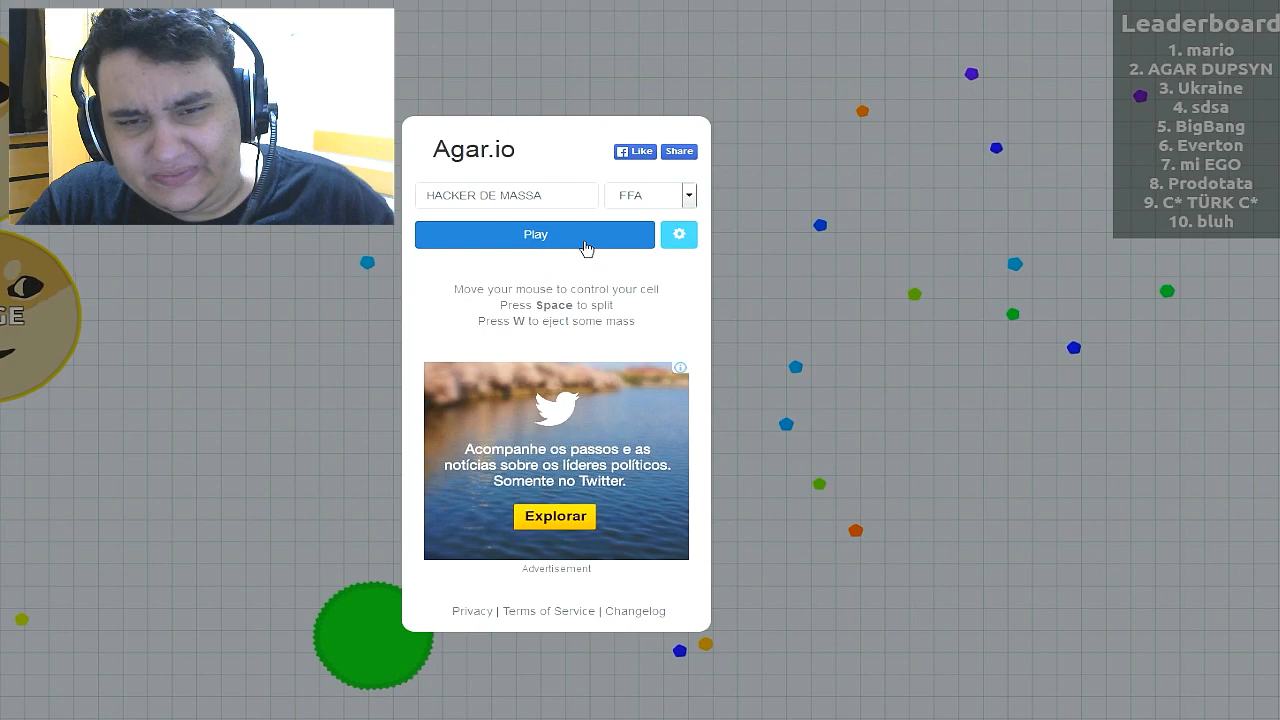 Leaderboard
1. mario
2. AGAR DUPSYN
3. Ukraine
4. sdsa
5. BigBang
6. Everton
7. mi EGO
8. Prodotata
9. C* TÜRK C*
10. bluh
Agar.io
Like
Share
HACKER DE MASSA
FFA
Play
Move your mouse to control your cell
Press Space to split
Press W to eject some mass
GE
Acompanhe os passos e as
notícias sobre os líderes políticos.
Somente no Twitter.
Explorar
Advertisement
Privacy | Terms of Service | Changelog